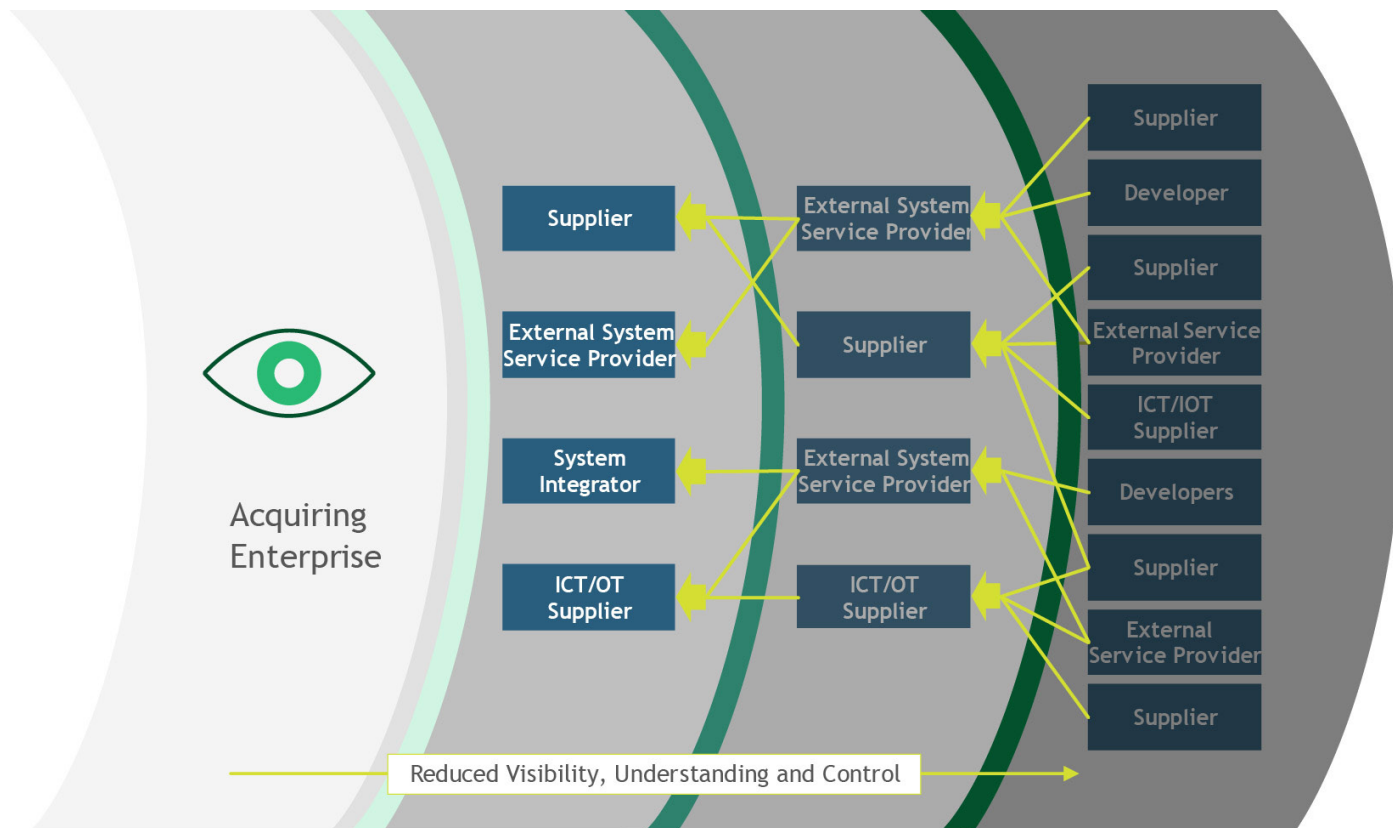 Acquiring
Enterprise
Supplier
External System
Service Provider
System
Integrator
ICT/OT
Supplier
External System
Service Provider
Supplier
External System
Service Provider
ICT/OT
Supplier
Supplier
Developer
Supplier
External Service
Provider
ICT/IOT
Supplier
Developers
Supplier
External
Service Provider
Supplier
Reduced Visibility, Understanding and Control